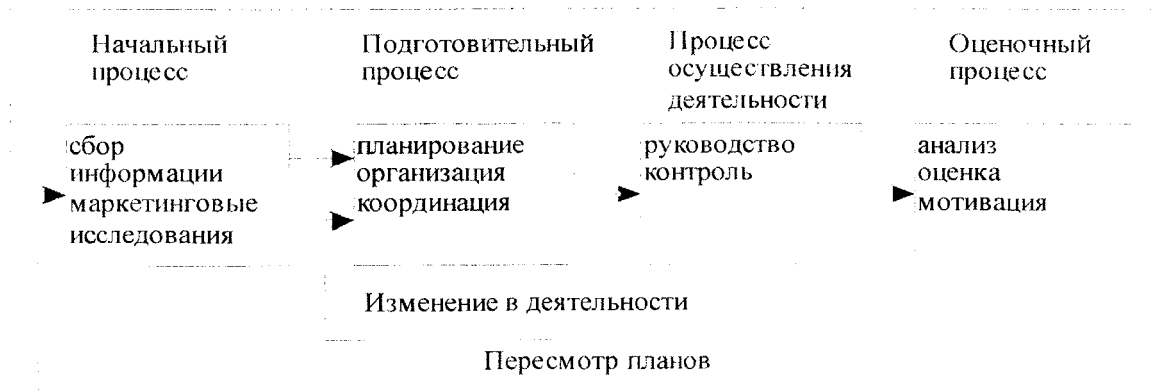 Начальный
процесс
Подготовительный
процесс
Процесс
осуществления
деятельности
Оценочный
процесс
сбор
информации
маркетинговые
исследования
планирование
организация
координация
руководство
контроль
анализ
оценка
мотивация
Изменение в деятельности
Пересмотр планов